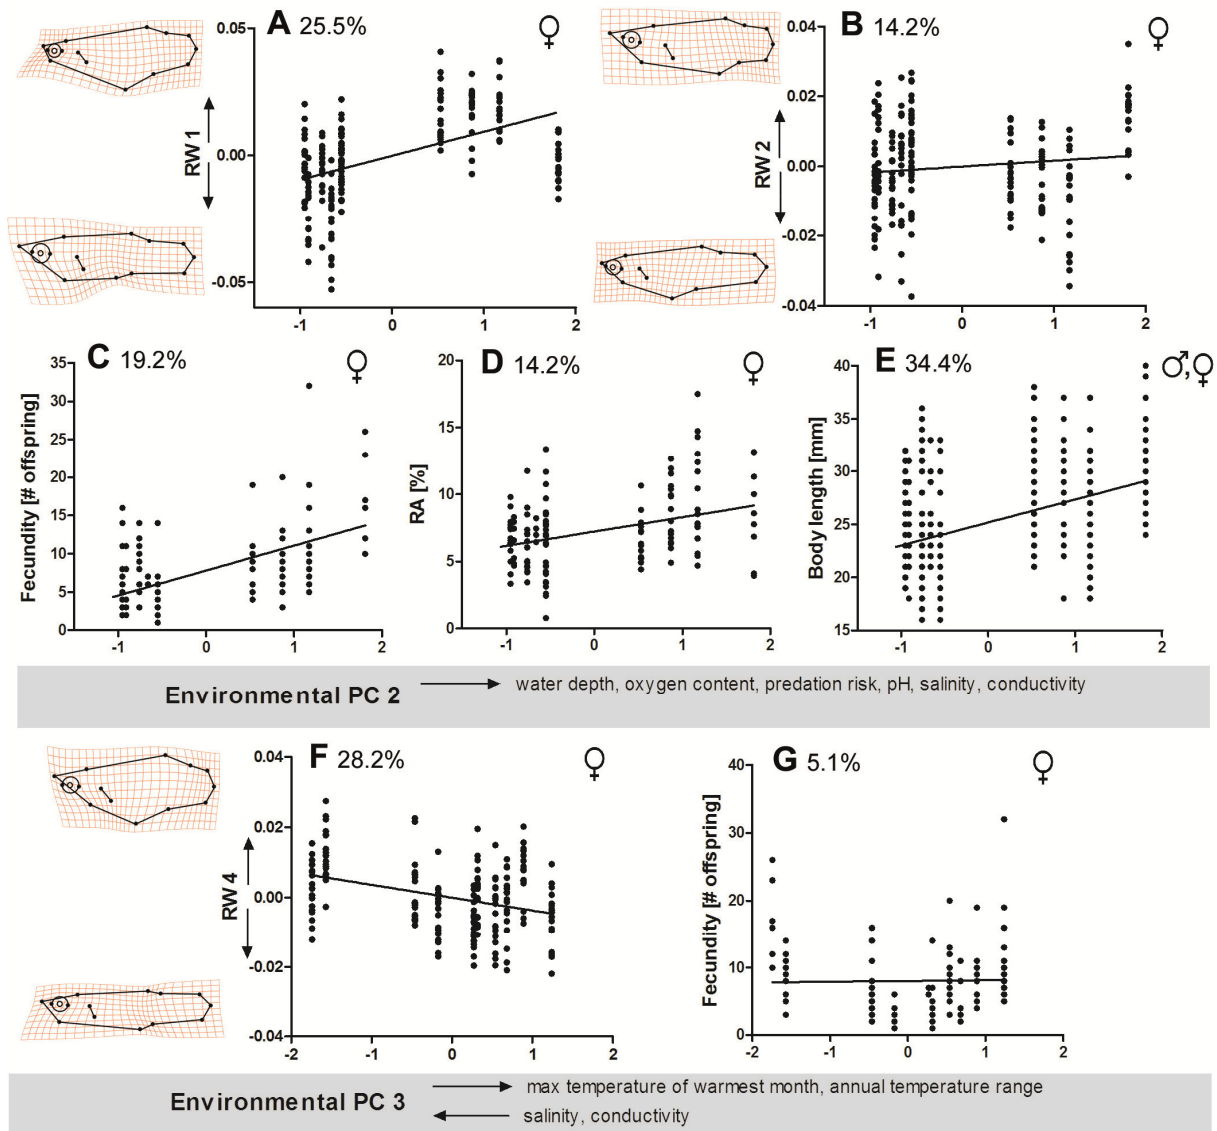 A 25.5% ♀
RW 1
0.05
0.00
-0.05
-1 0 1 2
B 14.2% ♀
RW 2
0.04
0.02
0.00
-0.02
-0.04
-1 0 1 2
C 19.2% ♀
Fecundity [# offspring]
35
30
25
20
15
10
5
0
-1 0 1 2
D 14.2% ♀
RA [%]
20
15
10
5
0
-1 0 1 2
E 34.4% ♂,♀
Body length [mm]
40
35
30
25
20
15
-1 0 1 2
Environmental PC 2 water depth, oxygen content, predation risk, pH, salinity, conductivity
F 28.2% ♀
RW 4
0.04
0.02
0.00
-0.02
-0.04
-2 -1 0 1 2
G 5.1% ♀
Fecundity [# offspring]
40
30
20
10
0
-2 -1 0 1 2
Environmental PC 3 max temperature of warmest month, annual temperature range
salinity, conductivity